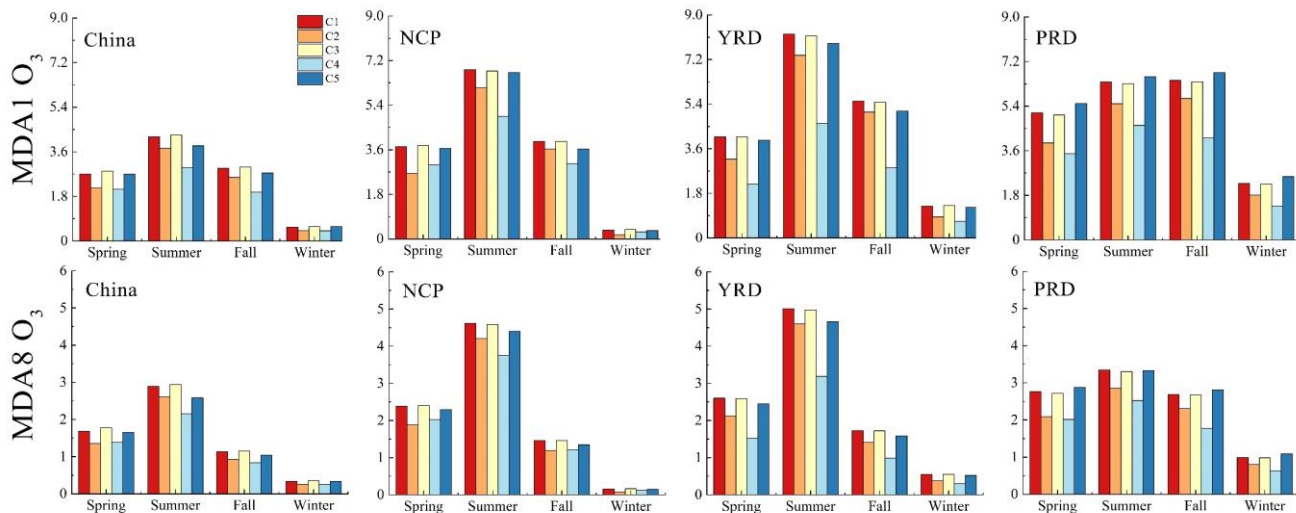 MDA1 O3
9.0
7.2
5.4
3.6
1.8
0
China
C1
C2
C3
C4
C5
Spring Summer Fall Winter
9.0
7.2
5.4
3.6
1.8
0
NCP
Spring Summer Fall Winter
9.0
7.2
5.4
3.6
1.8
0
YRD
Spring Summer Fall Winter
9.0
7.2
5.4
3.6
1.8
0
PRD
Spring Summer Fall Winter
MDA8 O3
6
5
4
3
2
1
0
China
Spring Summer Fall Winter
6
5
4
3
2
1
0
NCP
Spring Summer Fall Winter
6
5
4
3
2
1
0
YRD
Spring Summer Fall Winter
6
5
4
3
2
1
0
PRD
Spring Summer Fall Winter